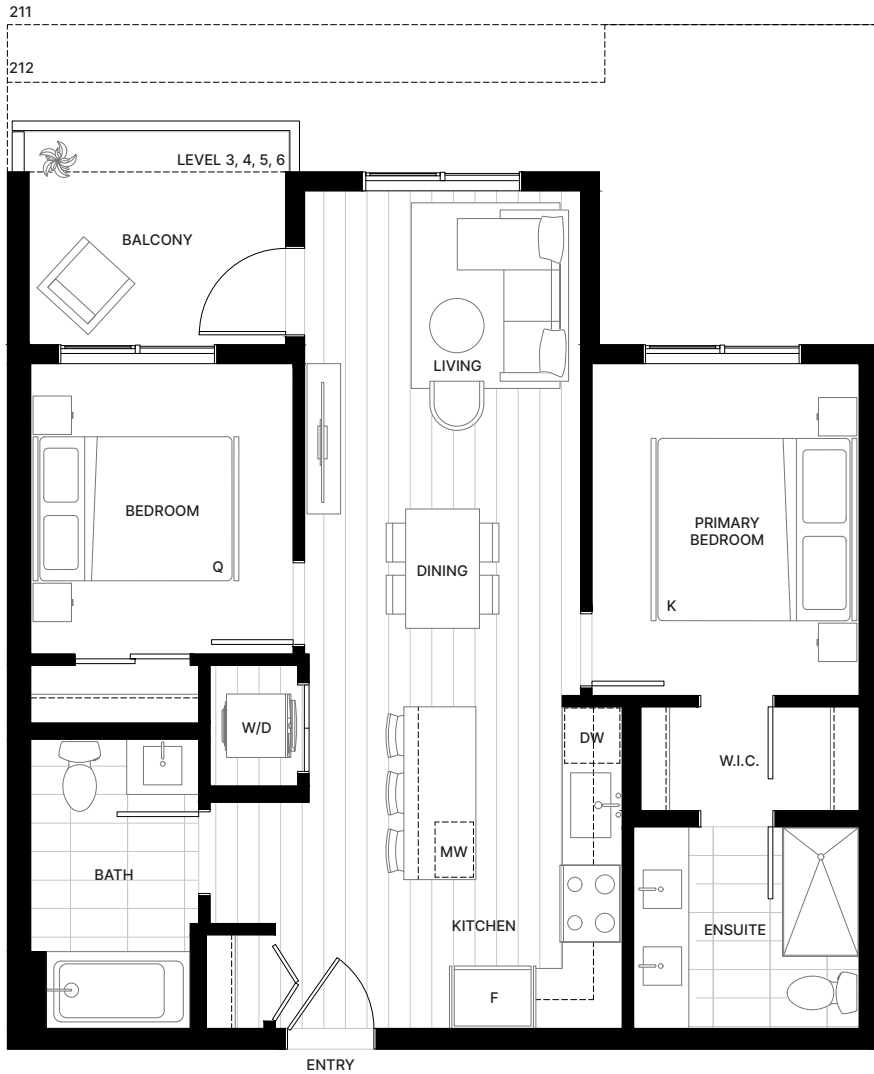 211
212
LEVEL 3, 4, 5, 6
BALCONY
LIVING
BEDROOM
Q
PRIMARY
BEDROOM
K
DINING
W/D
DW
W.I.C.
MW
BATH
KITCHEN
ENSUITE
F
ENTRY